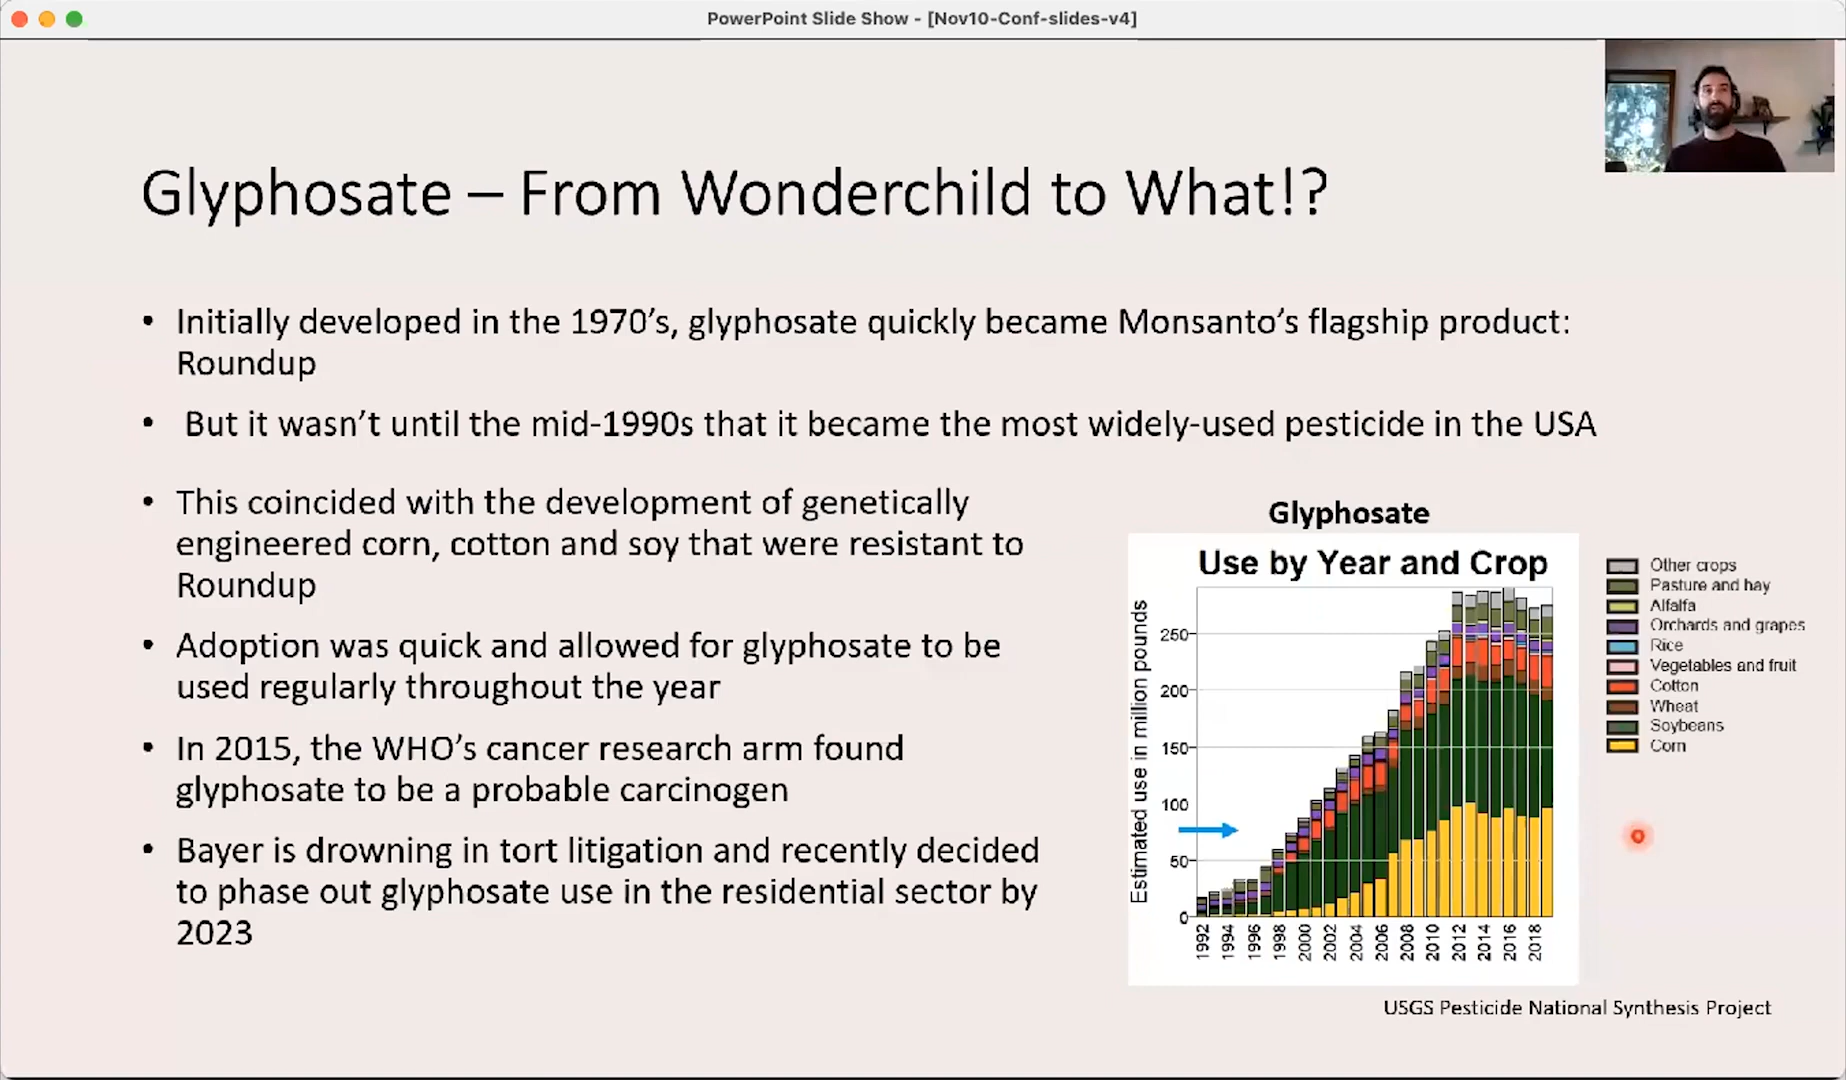 PowerPoint Slide Show - [Nov10-Conf-slides-v4]
Glyphosate – From Wonderchild to What!?
• Initially developed in the 1970's, glyphosate quickly became Monsanto's flagship product:
Roundup
• But it wasn't until the mid-1990s that it became the most widely-used pesticide in the USA
• This coincided with the development of genetically
engineered corn, cotton and soy that were resistant to
Roundup
• Adoption was quick and allowed for glyphosate to be
used regularly throughout the year
• In 2015, the WHO's cancer research arm found
glyphosate to be a probable carcinogen
• Bayer is drowning in tort litigation and recently decided
to phase out glyphosate use in the residential sector by
2023
Glyphosate
Use by Year and Crop
Estimated use in million pounds
250
200
150
100
50
0
1992
1994
1996
1998
2000
2002
2004
2006
2008
2010
2012
2014
2016
2018
Other crops
Pasture and hay
Alfalfa
Orchards and grapes
Rice
Vegetables and fruit
Cotton
Wheat
Soybeans
Corn
USGS Pesticide National Synthesis Project